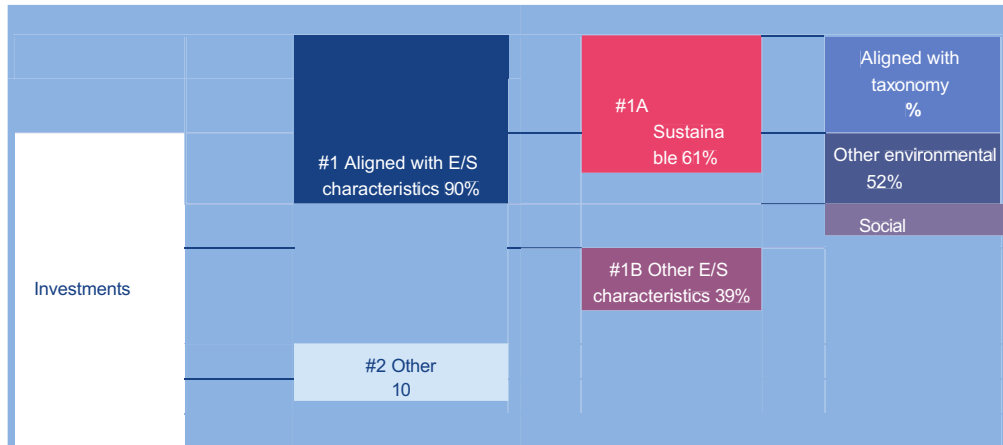 Investments
#1 Aligned with E/S
characteristics 90%
#2 Other
10
#1A
Sustaina
ble 61%
#1B Other E/S
characteristics 39%
Aligned with
taxonomy
%
Other environmental
52%
Social